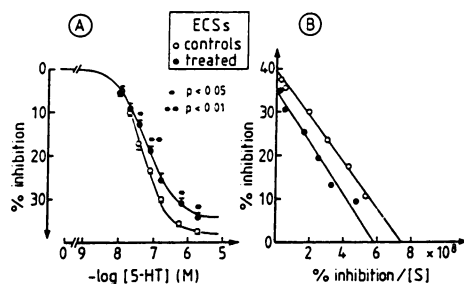 A
ECSs
controls
treated
p < 0.05
p < 0.01
% inhibition
0
10
20
30
0
9
8
7
6
5
-log [5-HT] (M)
B
% inhibition
40
30
20
10
0
0
2
4
6
8
× 10⁸
% inhibition/[S]